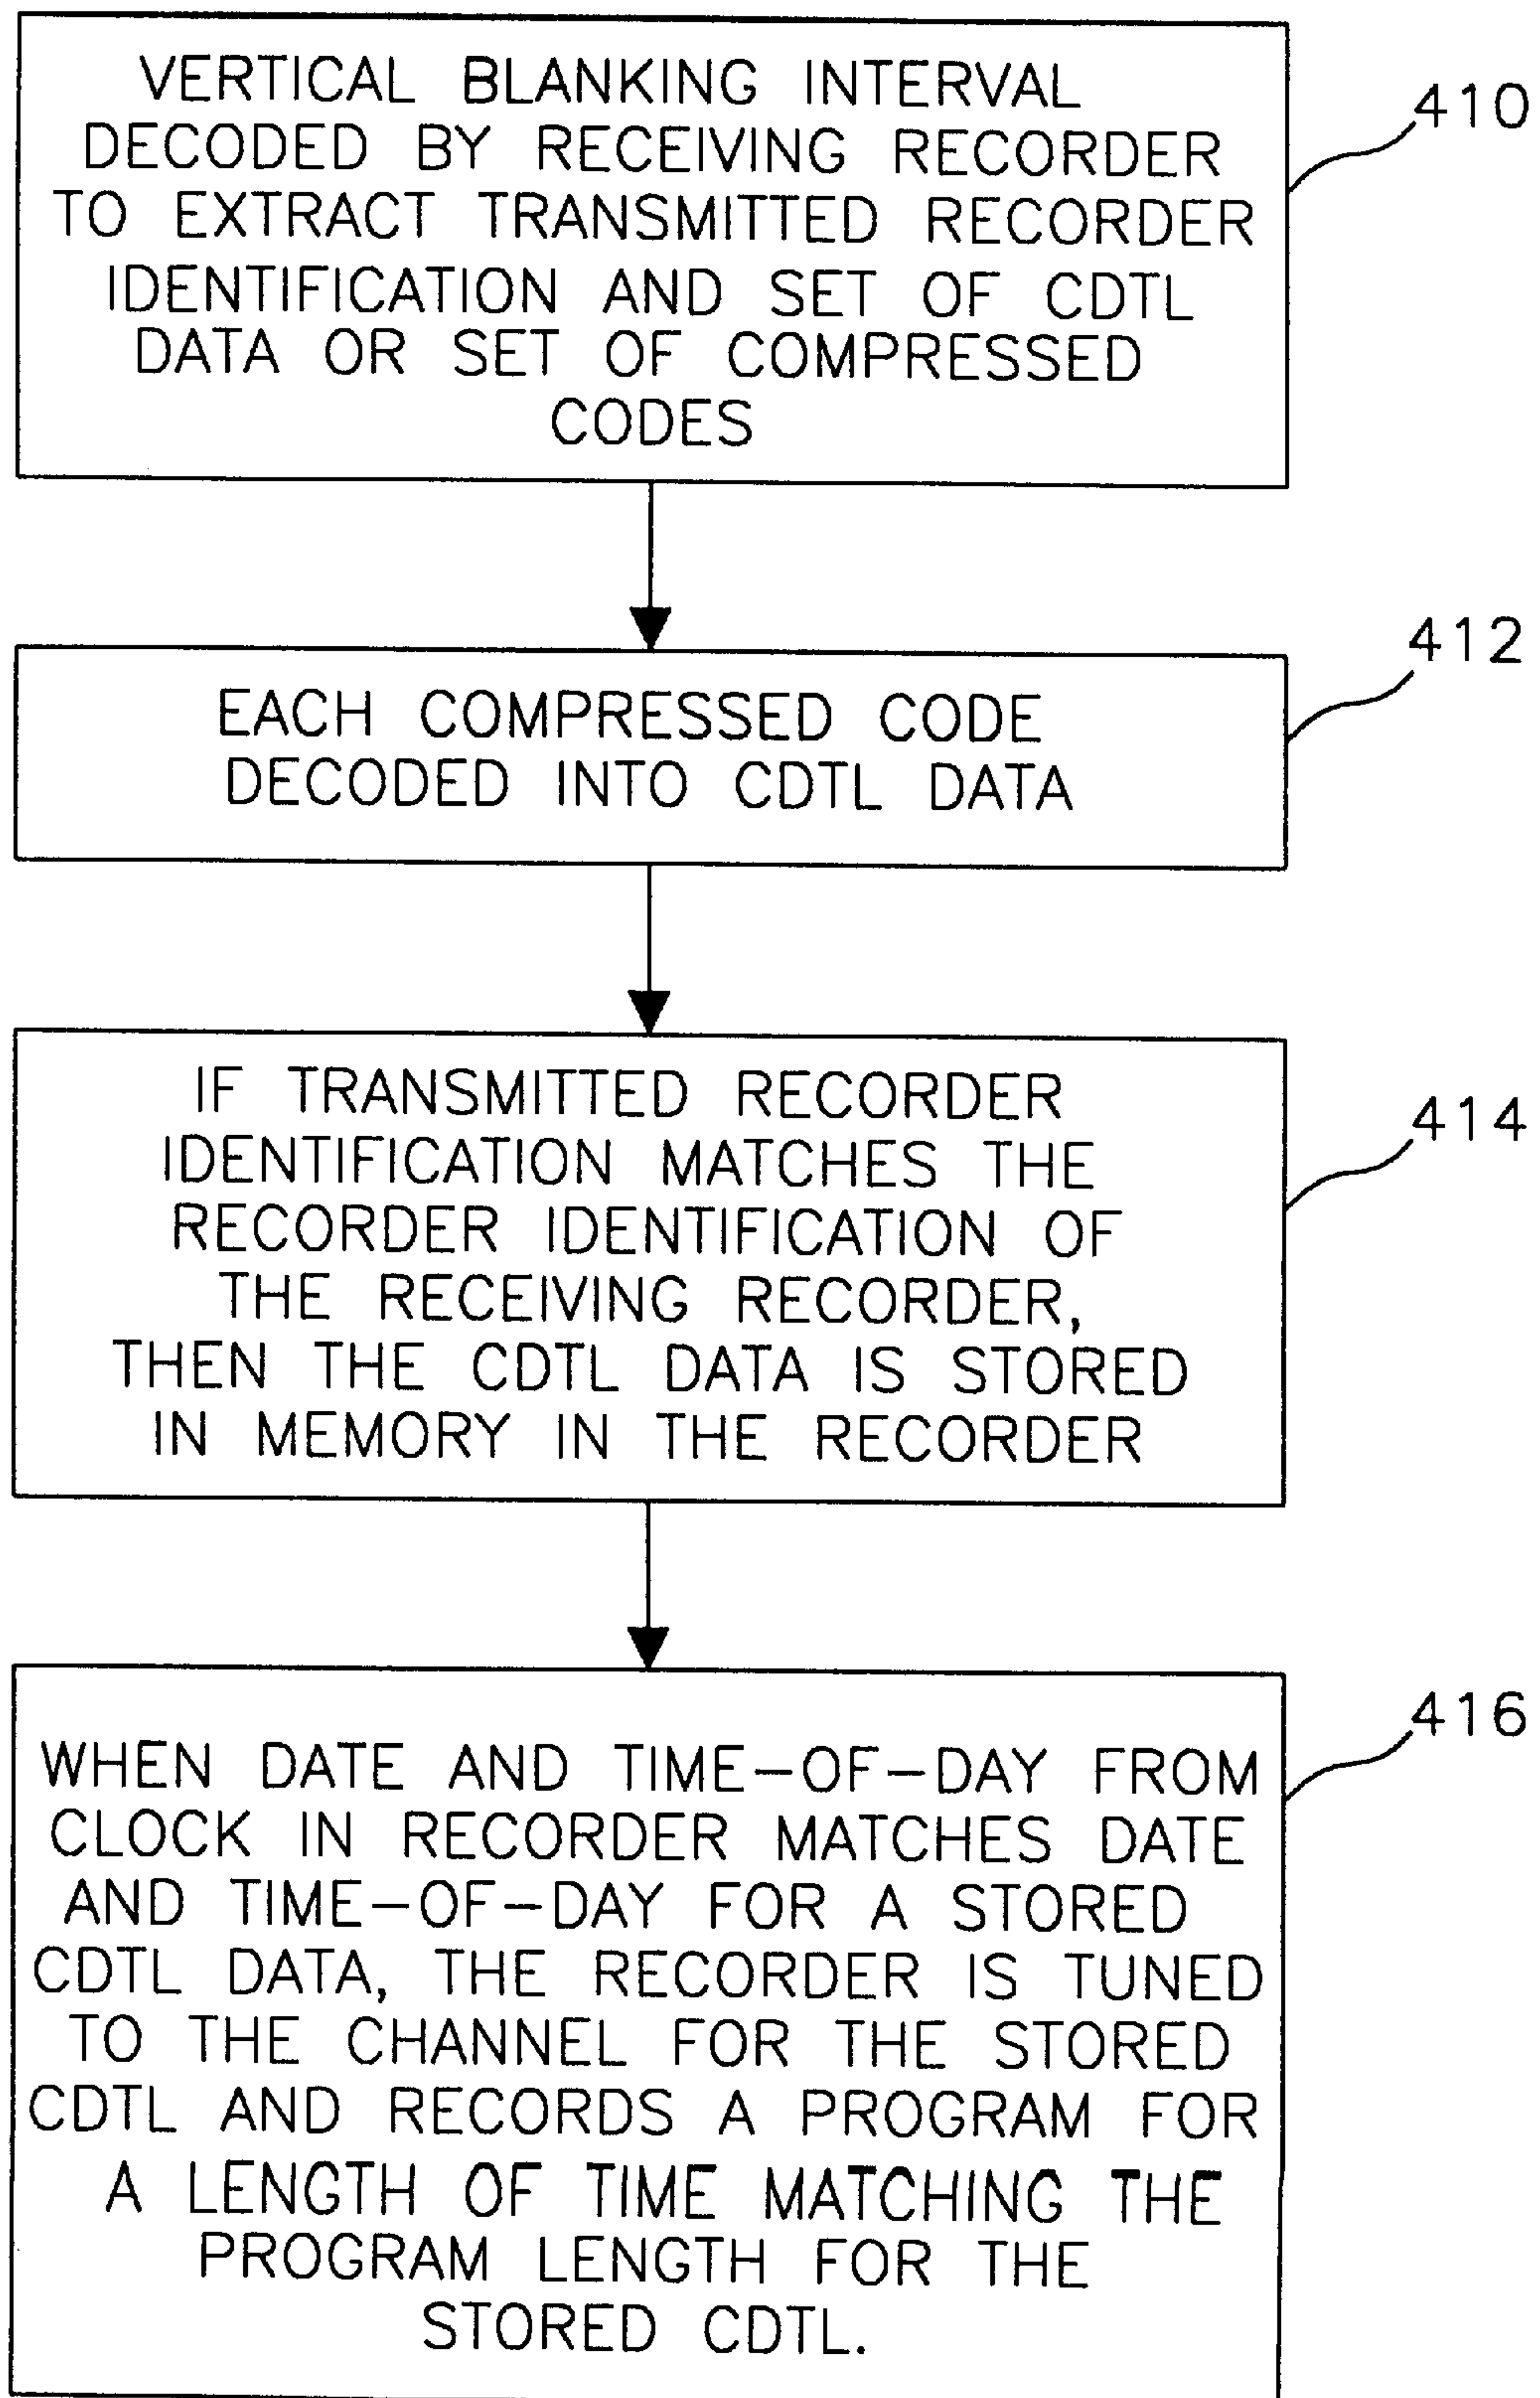 VERTICAL BLANKING INTERVAL
DECODED BY RECEIVING RECORDER
TO EXTRACT TRANSMITTED RECORDER
IDENTIFICATION AND SET OF CDTL
DATA OR SET OF COMPRESSED
CODES
410
EACH COMPRESSED CODE
DECODED INTO CDTL DATA
412
IF TRANSMITTED RECORDER
IDENTIFICATION MATCHES THE
RECORDER IDENTIFICATION OF
THE RECEIVING RECORDER,
THEN THE CDTL DATA IS STORED
IN MEMORY IN THE RECORDER
414
WHEN DATE AND TIME-OF-DAY FROM
CLOCK IN RECORDER MATCHES DATE
AND TIME-OF-DAY FOR A STORED
CDTL DATA, THE RECORDER IS TUNED
TO THE CHANNEL FOR THE STORED
CDTL AND RECORDS A PROGRAM FOR
A LENGTH OF TIME MATCHING THE
PROGRAM LENGTH FOR THE
STORED CDTL.
416